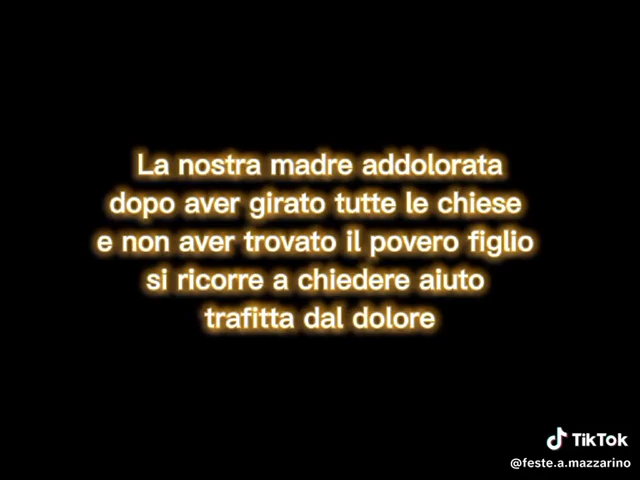 La nostra madre addolorata
dopo aver girato tutte le chiese
e non aver trovato il povero figlio
si ricorre a chiedere aiuto
trafitta dal dolore
TikTok
@feste.a.mazzarino